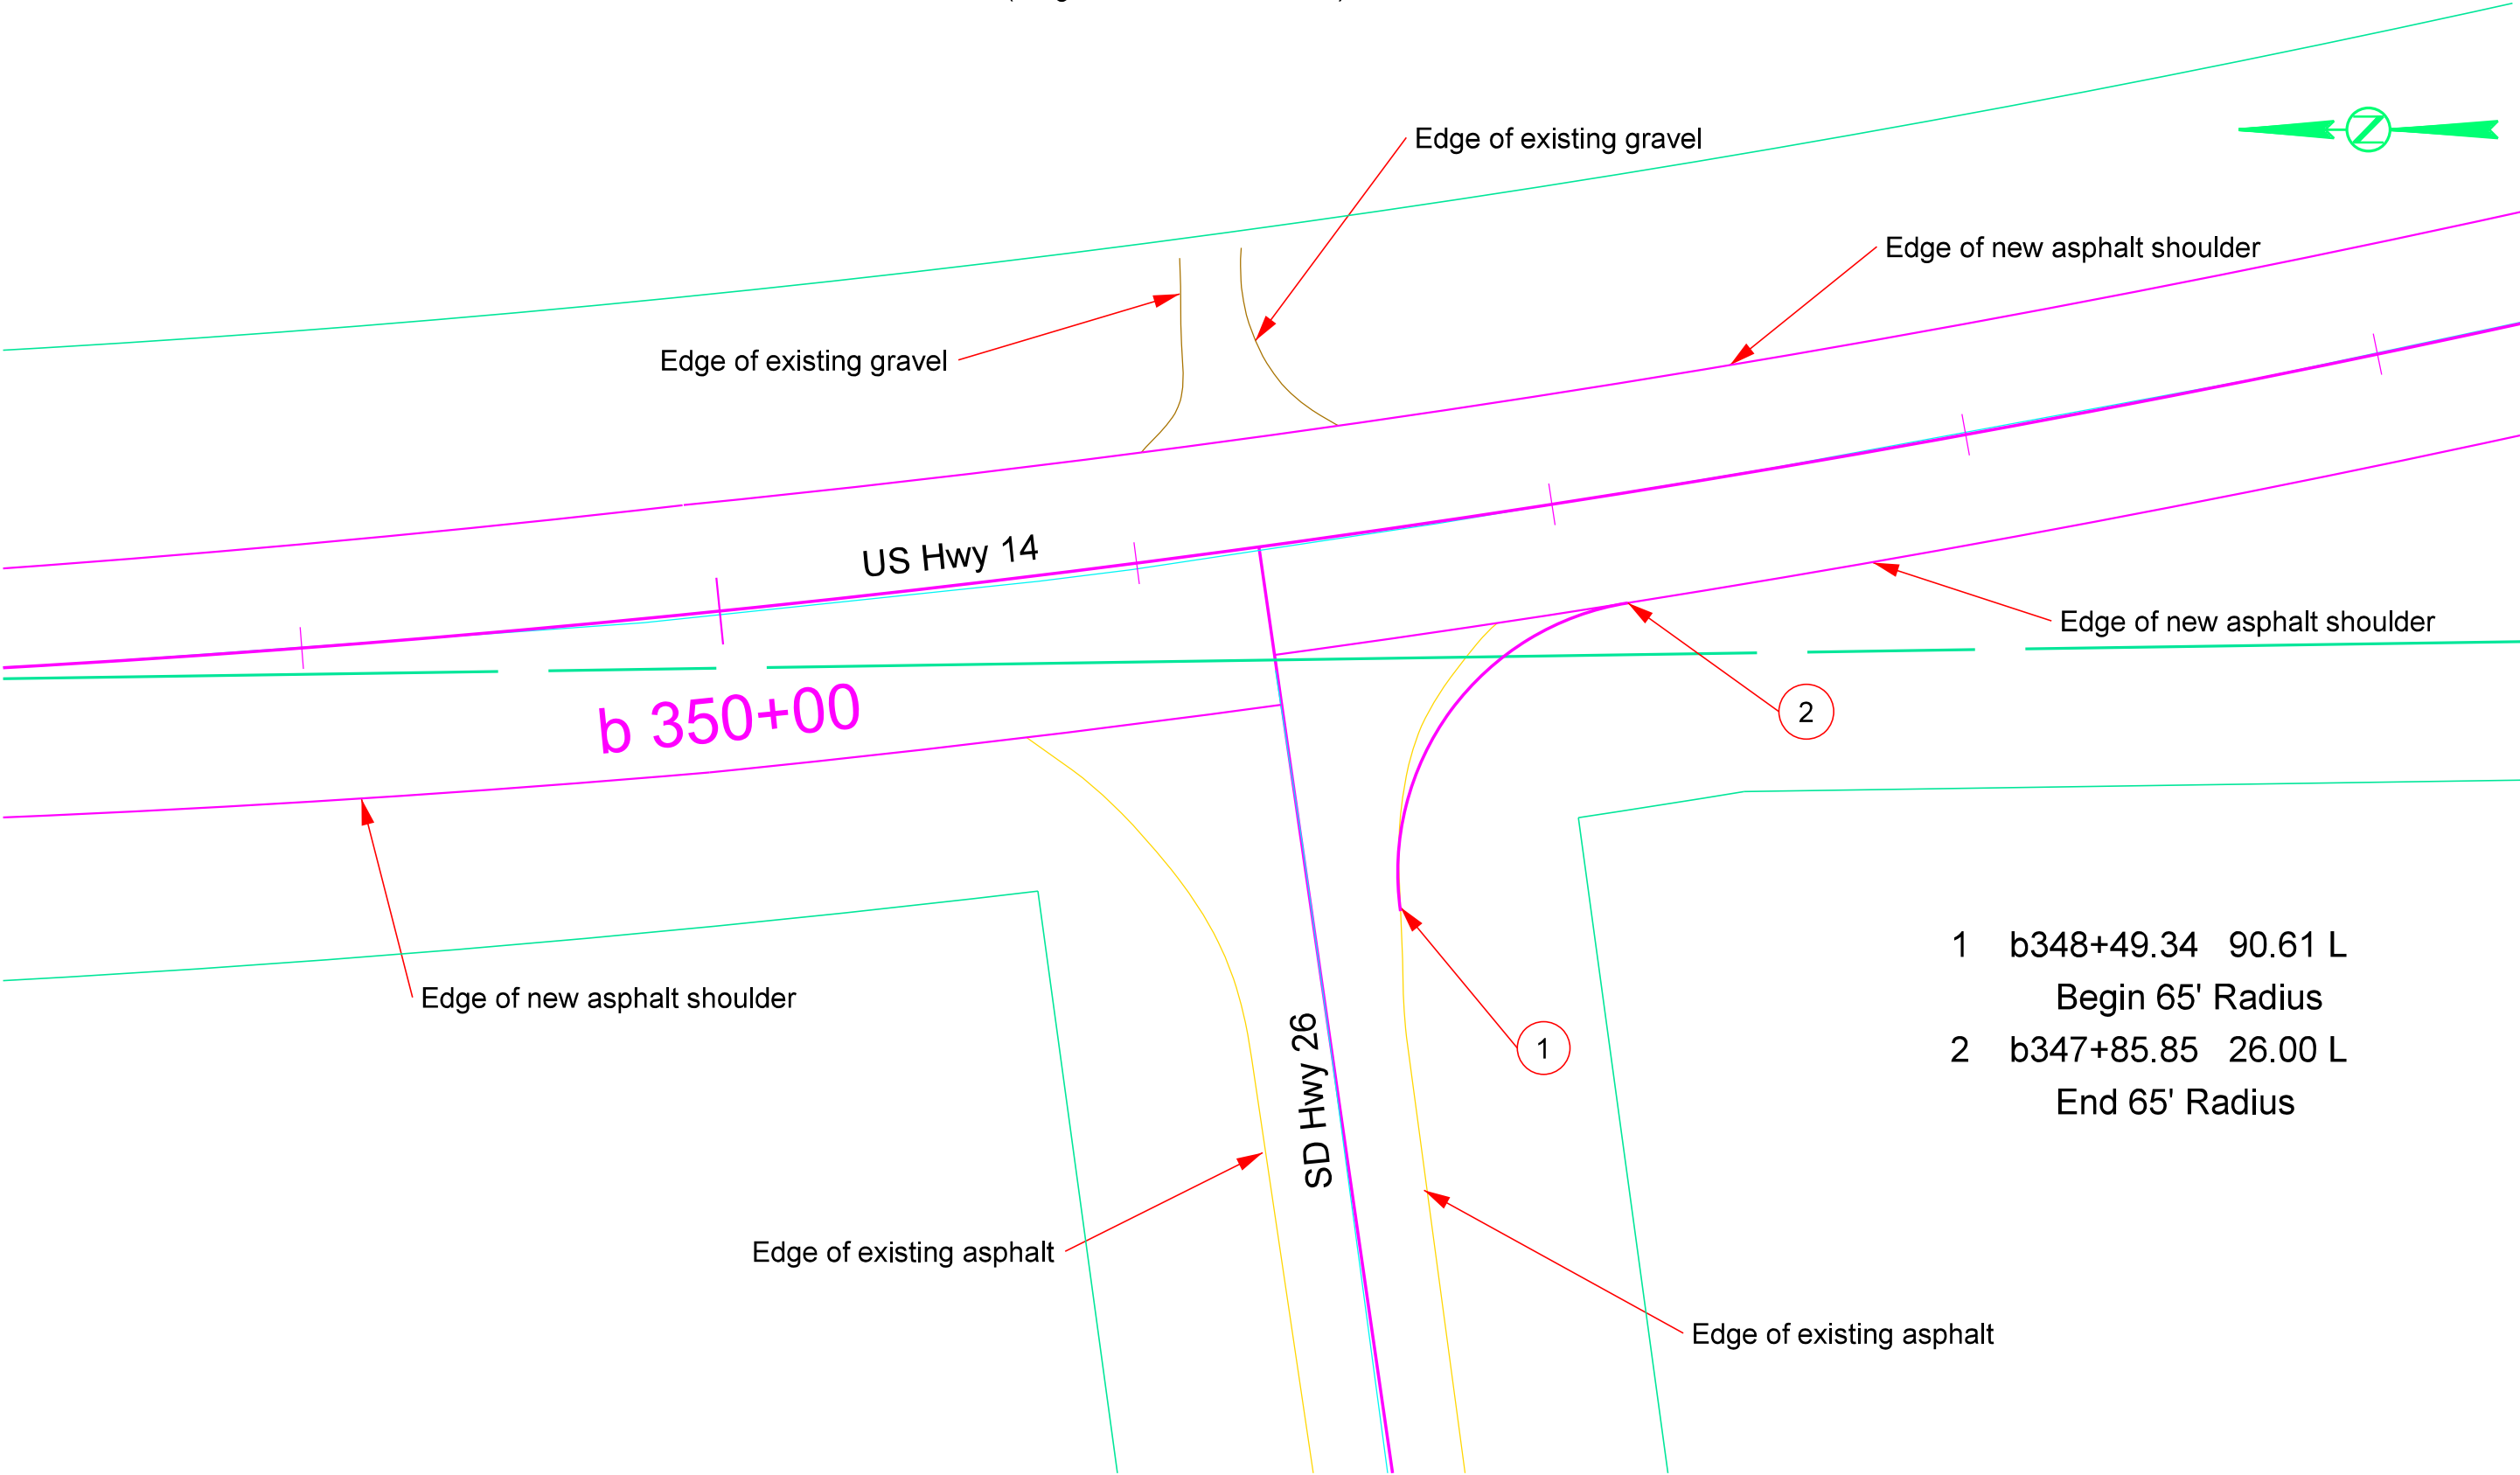 Edge of existing gravel
Edge of new asphalt shoulder
Edge of existing gravel
US Hwy 14
Edge of new asphalt shoulder
b 350+00
2
1 b348+49.34 90.61 L
Begin 65' Radius
2 b347+85.85 26.00 L
End 65' Radius
Edge of new asphalt shoulder
1
SD Hwy 26
Edge of existing asphalt
Edge of existing asphalt
Z